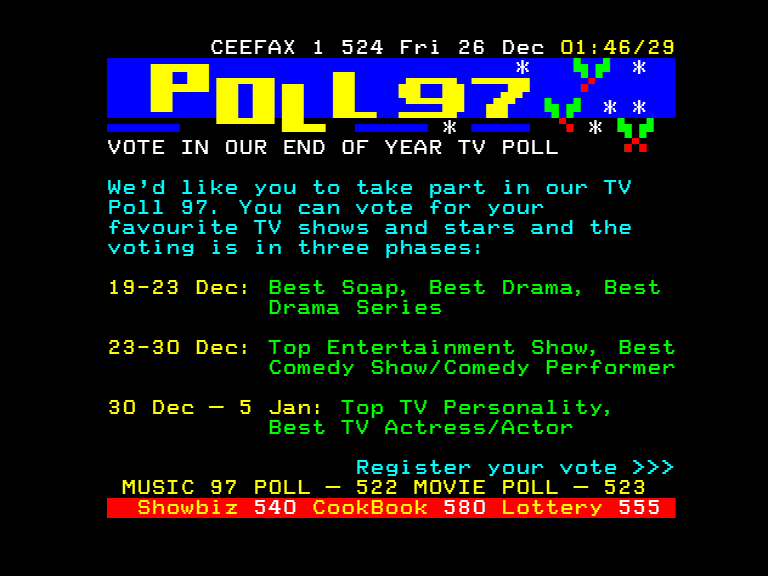 CEEFAX 1 524 Fri 26 Dec 01:46/29
POLL 97
VOTE IN OUR END OF YEAR TV POLL
We'd like you to take part in our TV
Poll 97. You can vote for your
favourite TV shows and stars and the
voting is in three phases:
19-23 Dec: Best Soap, Best Drama, Best
Drama Series
23-30 Dec: Top Entertainment Show, Best
Comedy Show/Comedy Performer
30 Dec - 5 Jan: Top TV Personality,
Best TV Actress/Actor
Register your vote >>>
MUSIC 97 POLL - 522 MOVIE POLL - 523
Showbiz 540 CookBook 580 Lottery 555